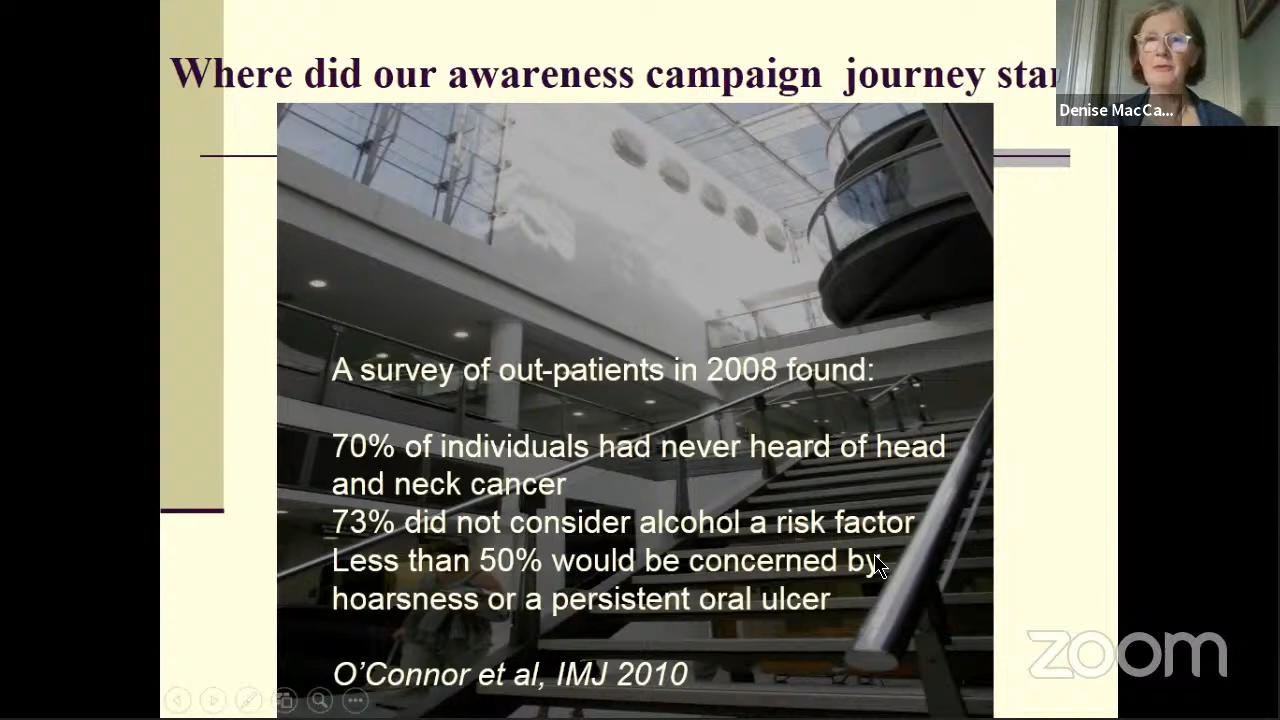 Where did our awareness campaign journey star
Denise MacCa...
A survey of out-patients in 2008 found:
70% of individuals had never heard of head
and neck cancer
73% did not consider alcohol a risk factor
Less than 50% would be concerned by
hoarsness or a persistent oral ulcer
O'Connor et al, IMJ 2010
zoom